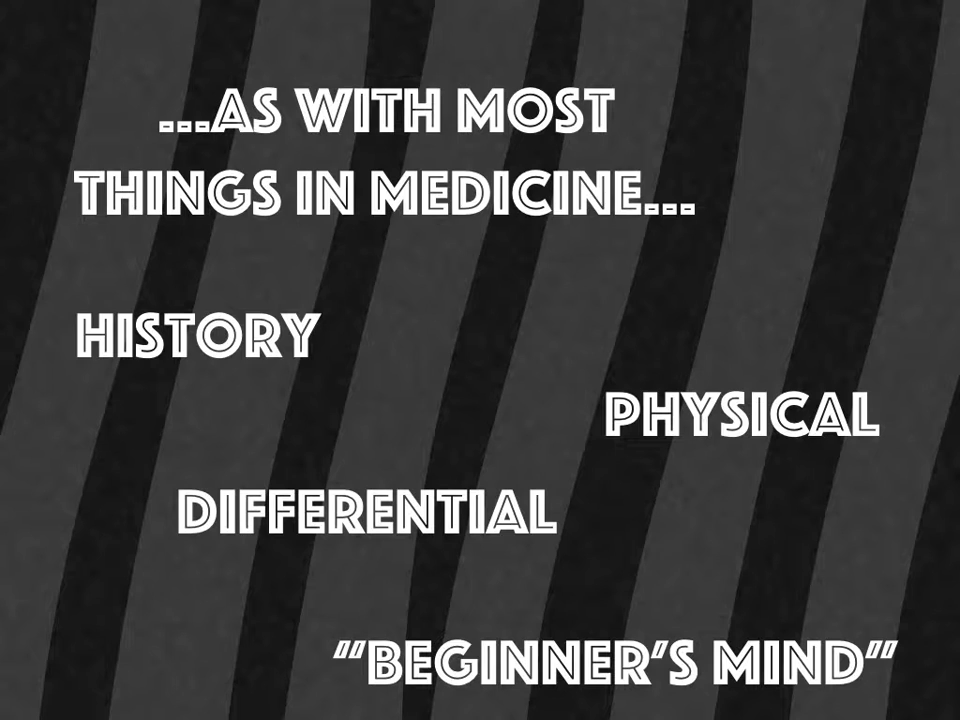 ...AS WITH MOST
THINGS IN MEDICINE...
HISTORY
PHYSICAL
DIFFERENTIAL
"BEGINNER'S MIND"